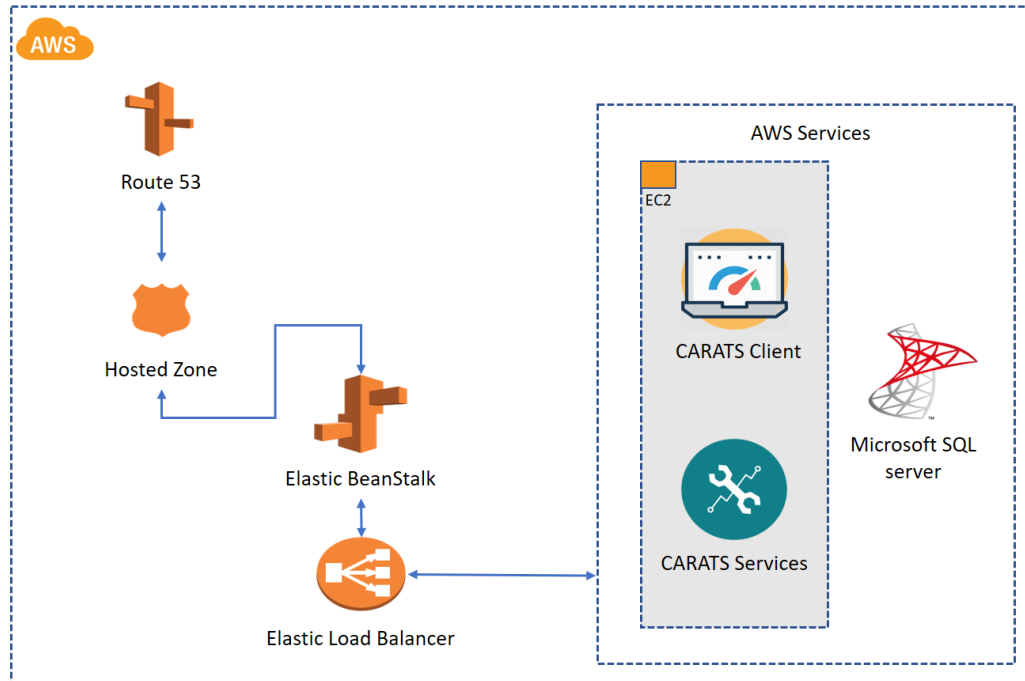 AWS
Route 53
Hosted Zone
Elastic BeanStalk
Elastic Load Balancer
AWS Services
EC2
CARATS Client
CARATS Services
Microsoft SQL
server